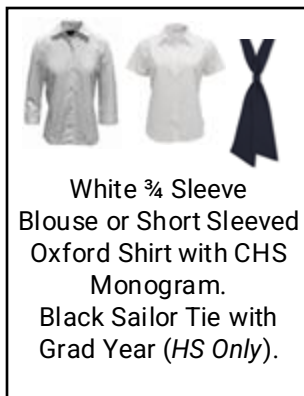 White ¾ Sleeve
Blouse or Short Sleeved
Oxford Shirt with CHS
Monogram.
Black Sailor Tie with
Grad Year (HS Only).